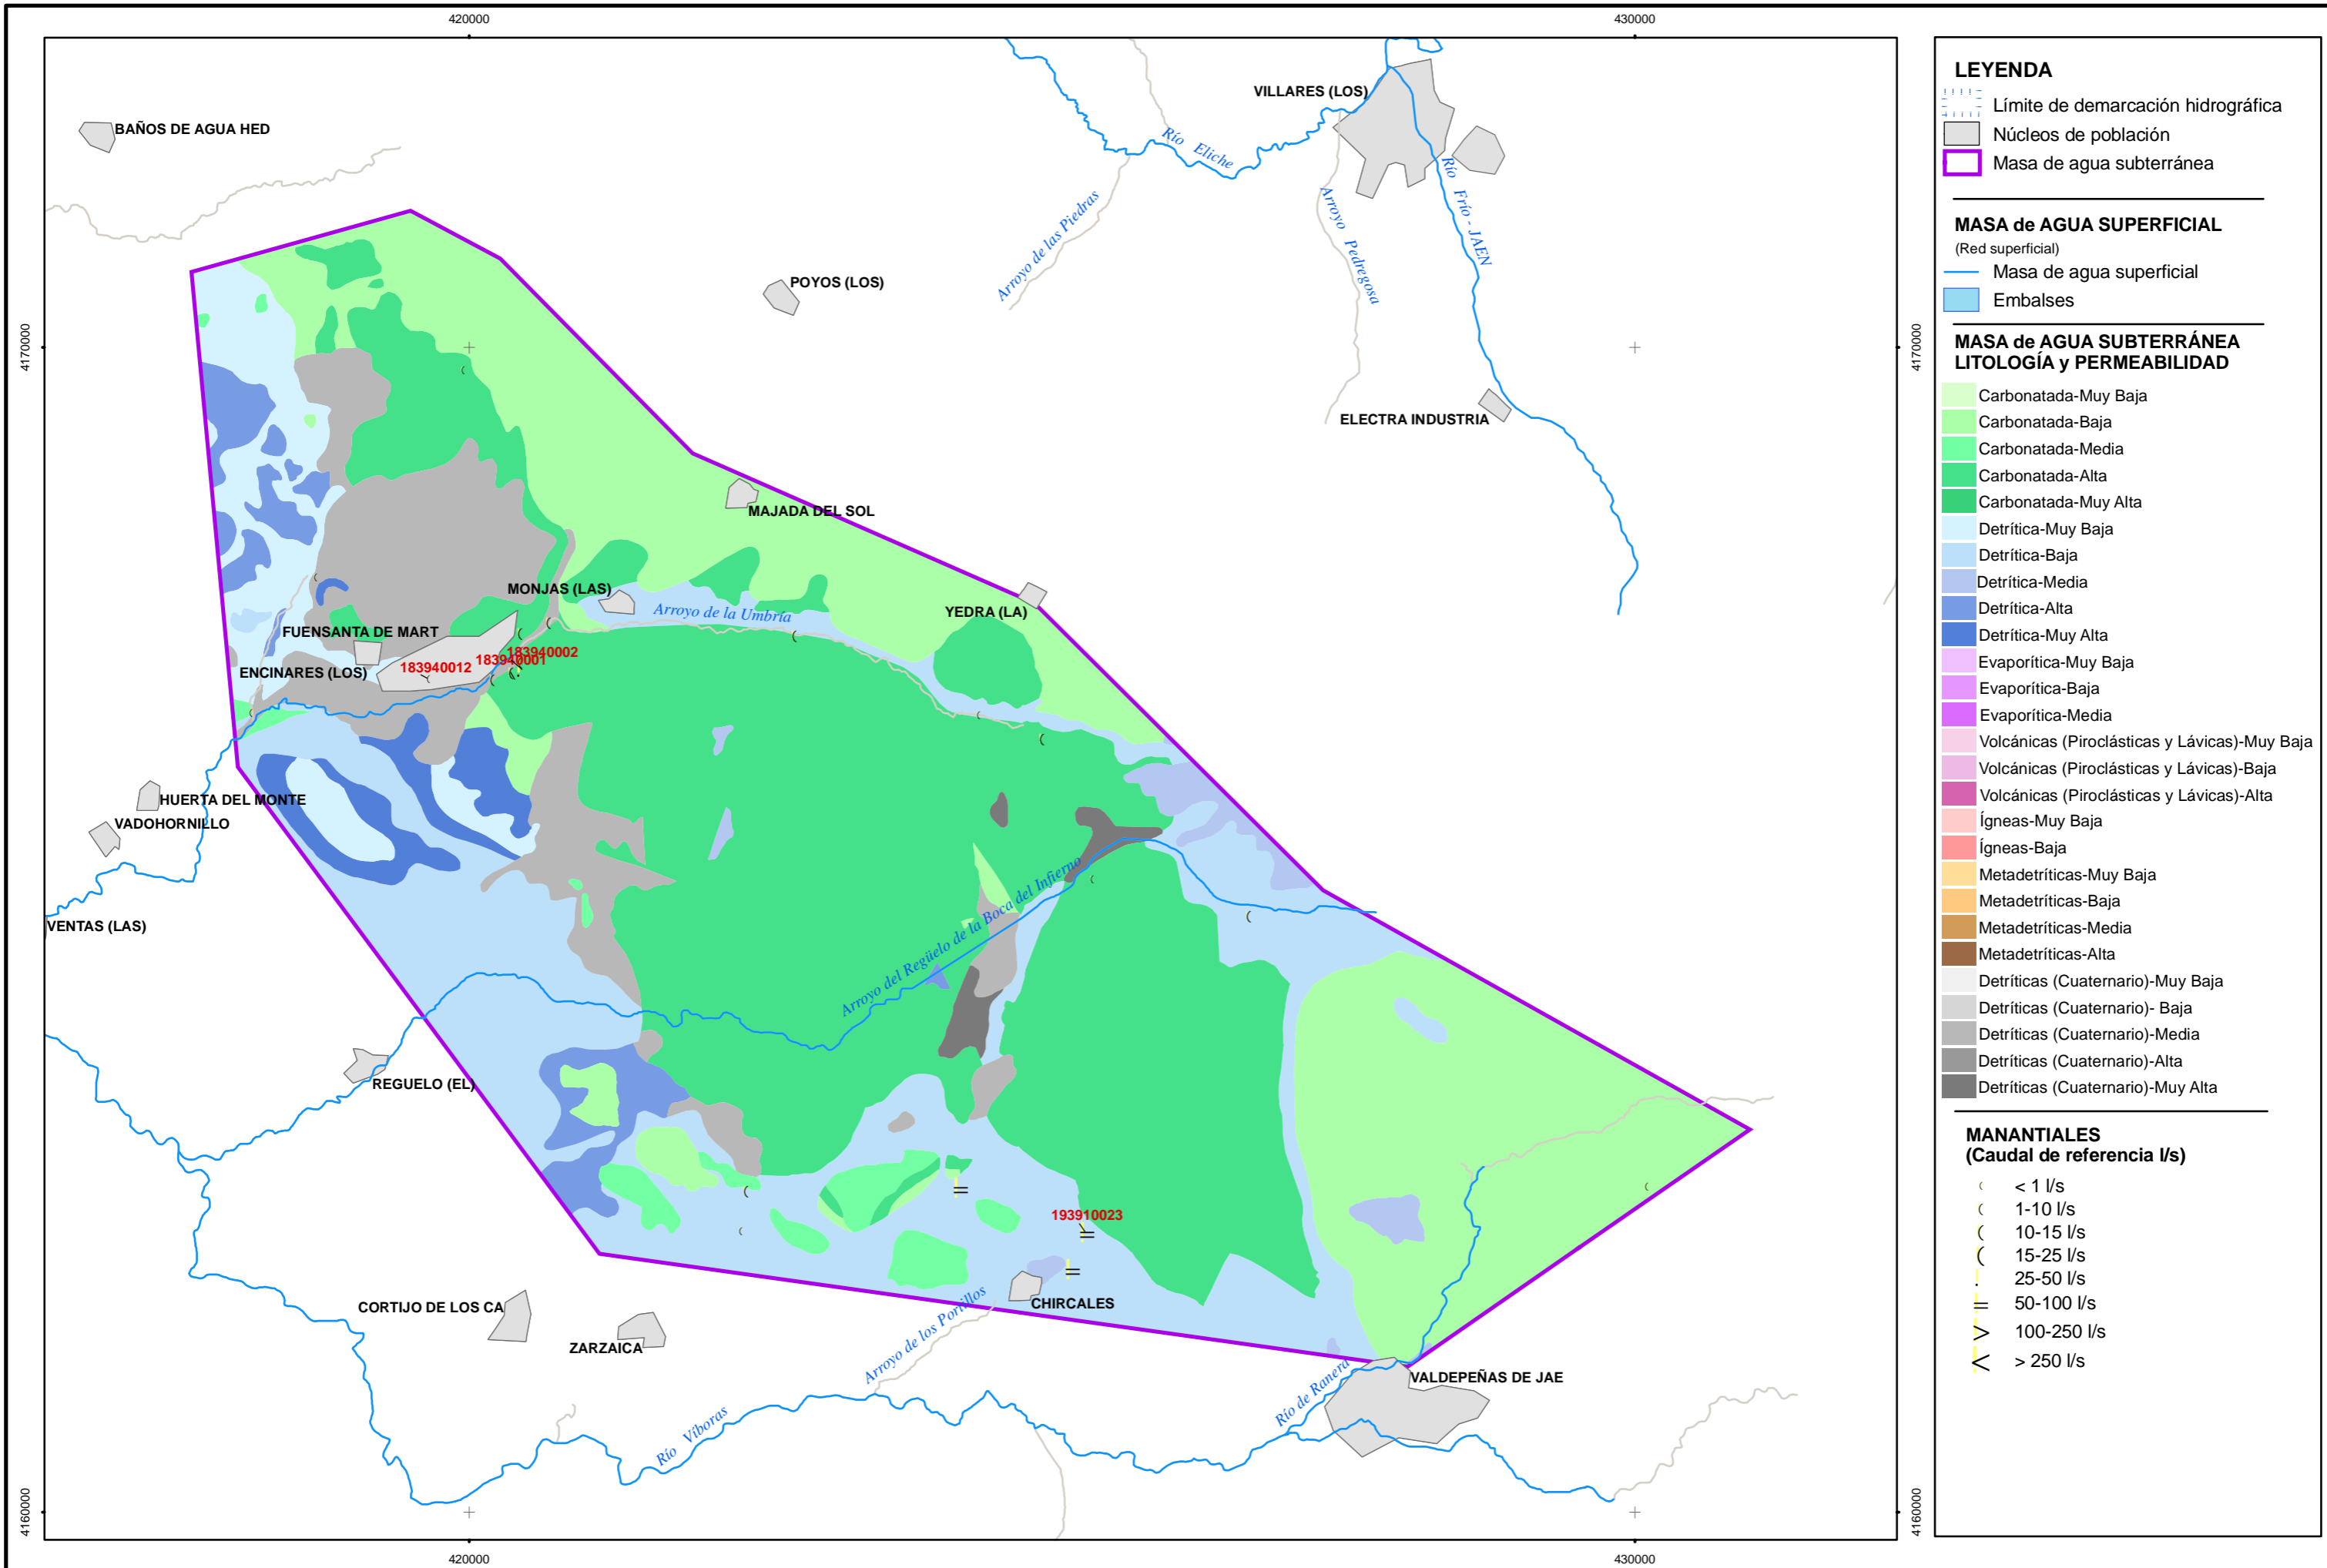 420000
430000
VILLARES (LOS)
BAÑOS DE AGUA HED
Río Eliche
Río Frío - JAEN
Arroyo de las Piedras
Arroyo Pedregosa
POYOS (LOS)
4170000
4170000
ELECTRA INDUSTRIA
MAJADA DEL SOL
MONJAS (LAS)
Arroyo de la Umbría
YEDRA (LA)
FUENSANTA DE MART
183940002
183940001
183940012
ENCINARES (LOS)
HUERTA DEL MONTE
VADOHORNILLO
VENTAS (LAS)
Arroyo del Regüelo de la Boca del Infierno
REGUELO (EL)
193910023
CHIRCALES
CORTIJO DE LOS CA
ZARZAICA
Arroyo de los Portillos
VALDEPEÑAS DE JAE
Río de Ranera
Río Víboras
4160000
4160000
420000
430000
LEYENDA
Límite de demarcación hidrográfica
Núcleos de población
Masa de agua subterránea
MASA de AGUA SUPERFICIAL
(Red superficial)
Masa de agua superficial
Embalses
MASA de AGUA SUBTERRÁNEA
LITOLOGÍA y PERMEABILIDAD
Carbonatada-Muy Baja
Carbonatada-Baja
Carbonatada-Media
Carbonatada-Alta
Carbonatada-Muy Alta
Detrítica-Muy Baja
Detrítica-Baja
Detrítica-Media
Detrítica-Alta
Detrítica-Muy Alta
Evaporítica-Muy Baja
Evaporítica-Baja
Evaporítica-Media
Volcánicas (Piroclásticas y Lávicas)-Muy Baja
Volcánicas (Piroclásticas y Lávicas)-Baja
Volcánicas (Piroclásticas y Lávicas)-Alta
Ígneas-Muy Baja
Ígneas-Baja
Metadetríticas-Muy Baja
Metadetríticas-Baja
Metadetríticas-Media
Metadetríticas-Alta
Detríticas (Cuaternario)-Muy Baja
Detríticas (Cuaternario)- Baja
Detríticas (Cuaternario)-Media
Detríticas (Cuaternario)-Alta
Detríticas (Cuaternario)-Muy Alta
MANANTIALES
(Caudal de referencia l/s)
< 1 l/s
1-10 l/s
10-15 l/s
15-25 l/s
25-50 l/s
50-100 l/s
100-250 l/s
> 250 l/s